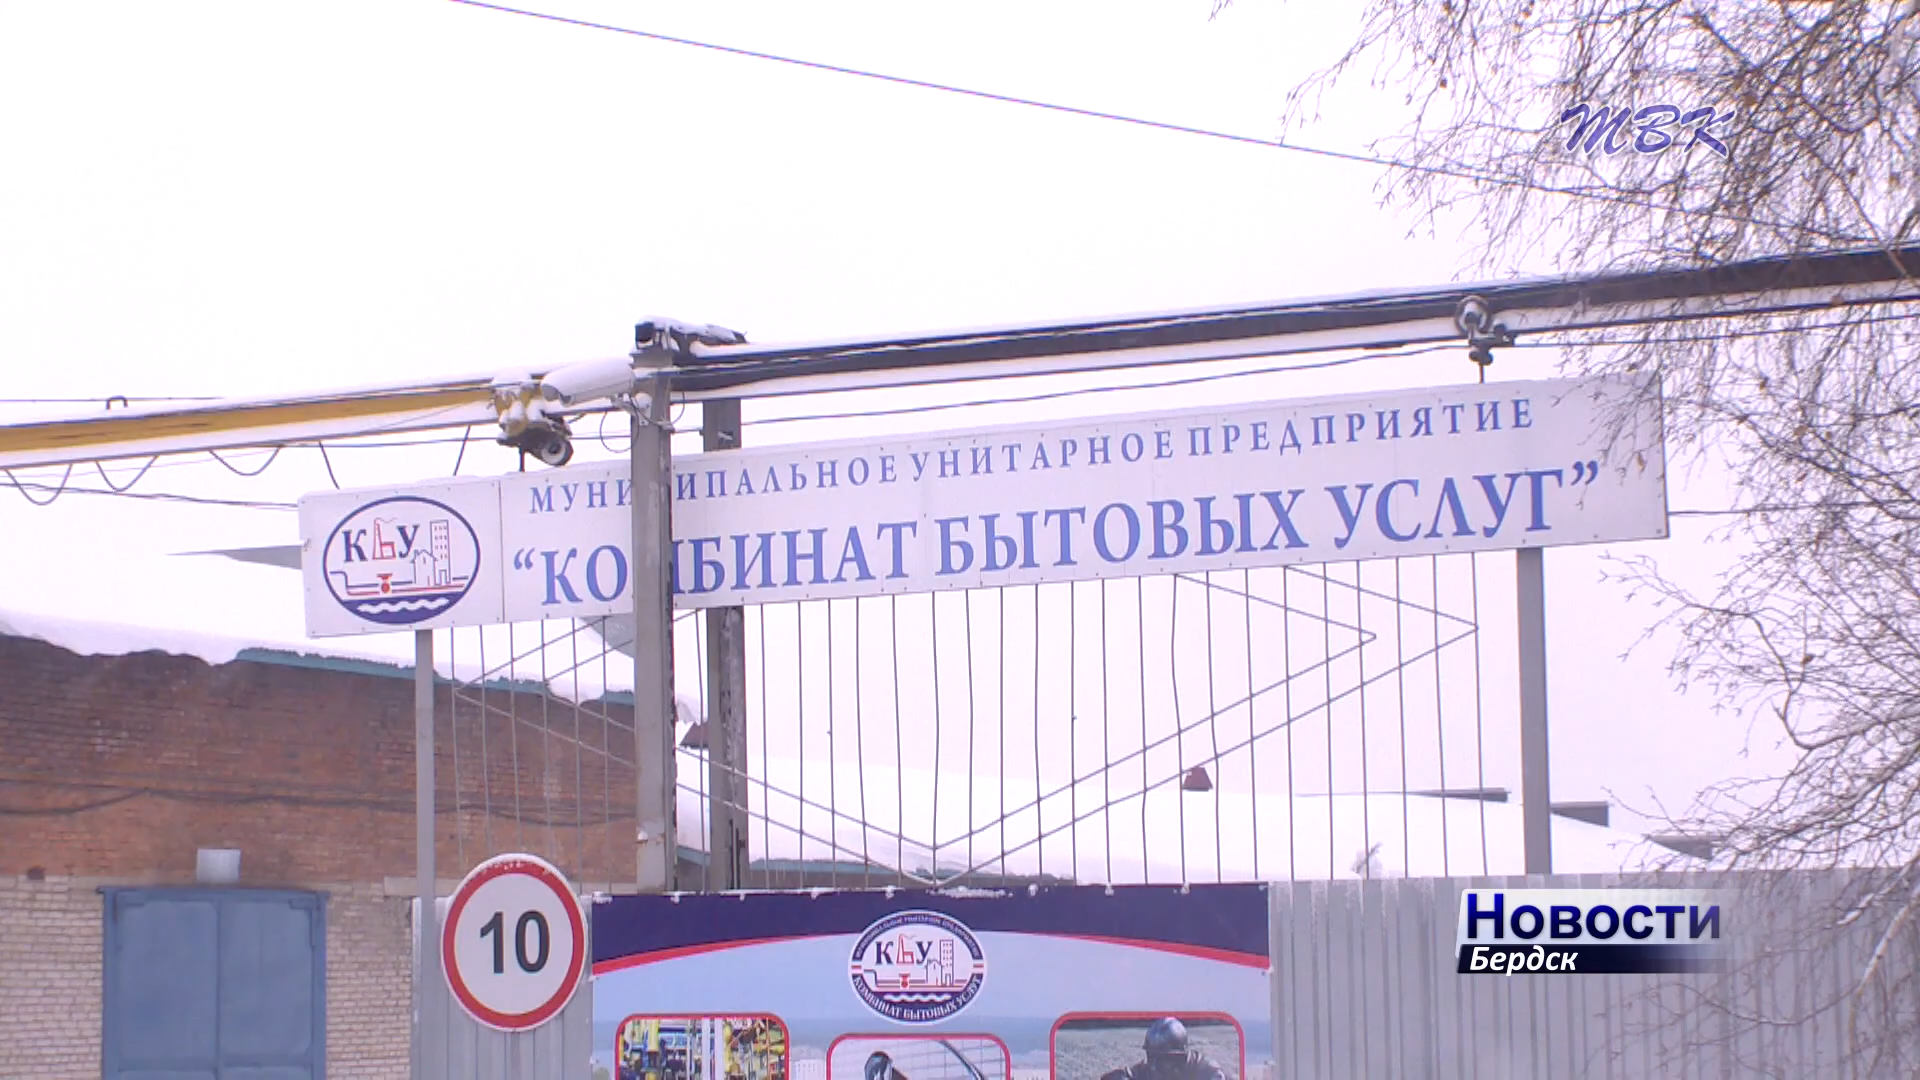 ТВК
МУНИЦИПАЛЬНОЕ УНИТАРНОЕ ПРЕДПРИЯТИЕ
КБУ
“КОМБИНАТ БЫТОВЫХ УСЛУГ”
10
КБУ
КОМБИНАТ БЫТОВЫХ УСЛУГ
Новости
Бердск